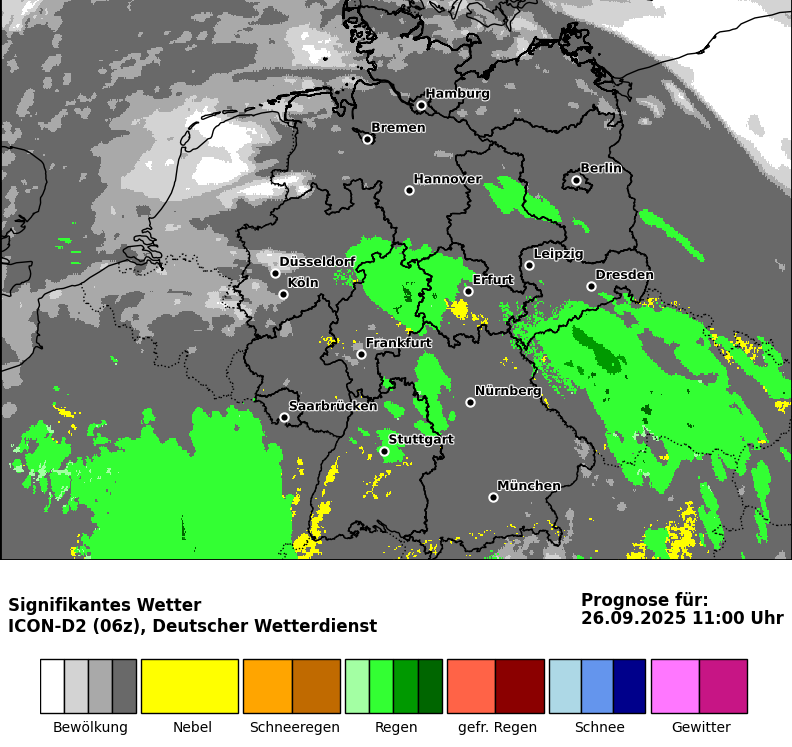 Hamburg
Bremen
Berlin
Hannover
Leipzig
Düsseldorf
Dresden
Köln
Erfurt
Frankfurt
Nürnberg
Saarbrücken
Stuttgart
München
Signifikantes Wetter
ICON-D2 (06z), Deutscher Wetterdienst
Prognose für:
26.09.2025 11:00 Uhr
Bewölkung Nebel Schneeregen Regen gefr. Regen Schnee Gewitter